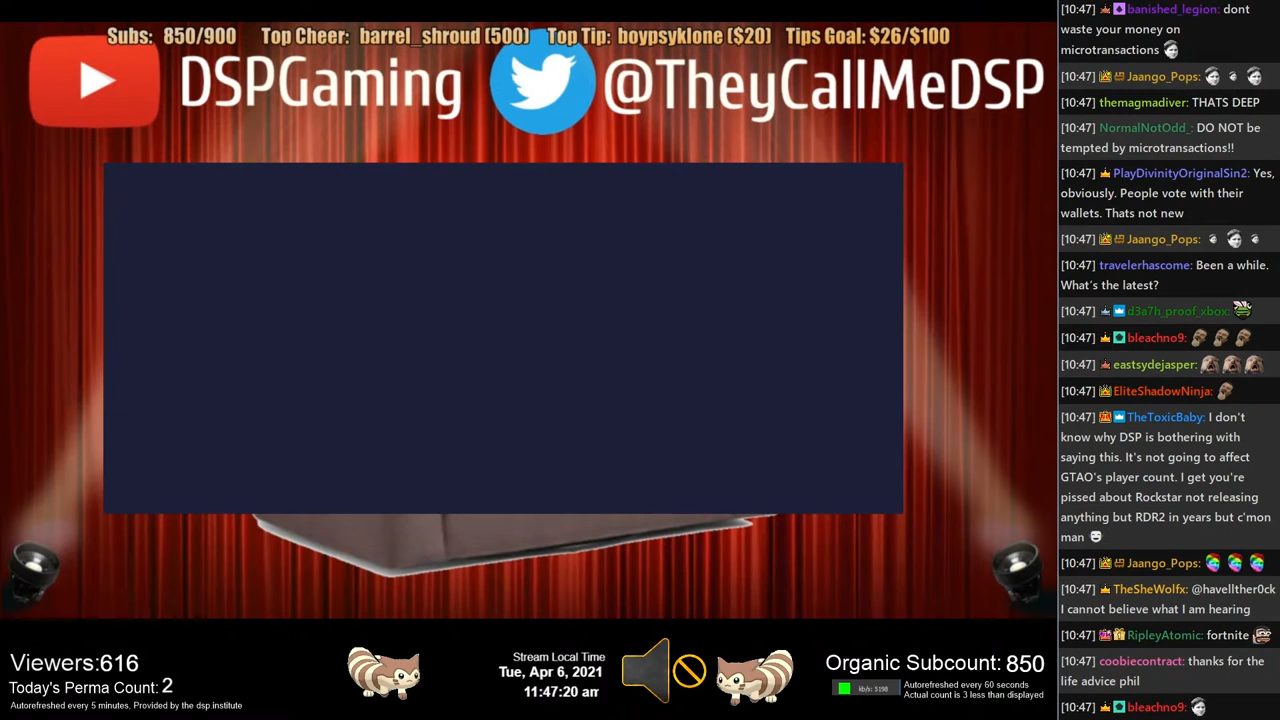 Subs: 850/900 Top Cheer: barrel_shroud (500) Top Tip: boypsyklone ($20) Tips Goal: $26/$100
DSPGaming @TheyCallMeDSP
Viewers:616
Today's Perma Count: 2
Autorefreshed every 5 minutes, Provided by the dsp.institute
Stream Local Time
Tue, Apr 6, 2021
11:47:20 am
Organic Subcount: 850
kb/s: 5198
Autorefreshed every 60 seconds
Actual count is 3 less than displayed
[10:47] banished_legion: dont
waste your money on
microtransactions
[10:47] Jaango_Pops:
[10:47] themagmadiver: THATS DEEP
[10:47] NormalNotOdd_: DO NOT be
tempted by microtransactions!!
[10:47] PlayDivinityOriginalSin2: Yes,
obviously. People vote with their
wallets. Thats not new
[10:47] Jaango_Pops:
[10:47] travelerhascome: Been a while.
What's the latest?
[10:47] d3a7h_proof_xbox:
[10:47] bleachno9:
[10:47] eastsydejasper:
[10:47] EliteShadowNinja:
[10:47] TheToxicBaby: I don't
know why DSP is bothering with
saying this. It's not going to affect
GTAO's player count. I get you're
pissed about Rockstar not releasing
anything but RDR2 in years but c'mon
man
[10:47] Jaango_Pops:
[10:47] TheSheWolfx: @havellther0ck
I cannot believe what I am hearing
[10:47] RipleyAtomic: fortnite
[10:47] coobiecontract: thanks for the
life advice phil
[10:47] bleachno9: